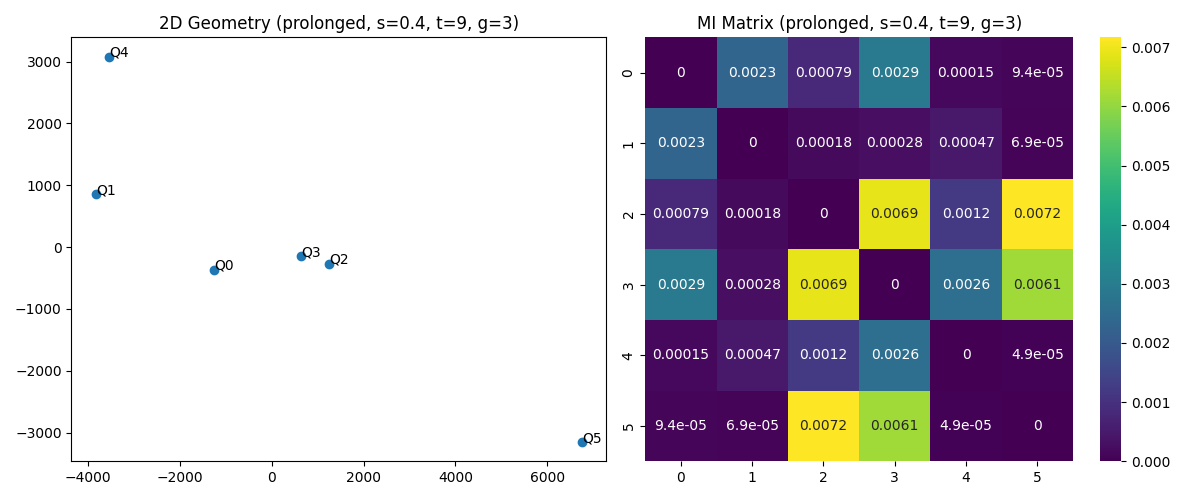 2D Geometry (prolonged, s=0.4, t=9, g=3)
3000
2000
1000
0
−1000
−2000
−3000
−4000 −2000 0 2000 4000 6000
Q4
Q1
Q0
Q3
Q2
Q5
MI Matrix (prolonged, s=0.4, t=9, g=3)
0 0 0.0023 0.00079 0.0029 0.00015 9.4e-05
1 0.0023 0 0.00018 0.00028 0.00047 6.9e-05
2 0.00079 0.00018 0 0.0069 0.0012 0.0072
3 0.0029 0.00028 0.0069 0 0.0026 0.0061
4 0.00015 0.00047 0.0012 0.0026 0 4.9e-05
5 9.4e-05 6.9e-05 0.0072 0.0061 4.9e-05 0
0 1 2 3 4 5
0.007
0.006
0.005
0.004
0.003
0.002
0.001
0.000